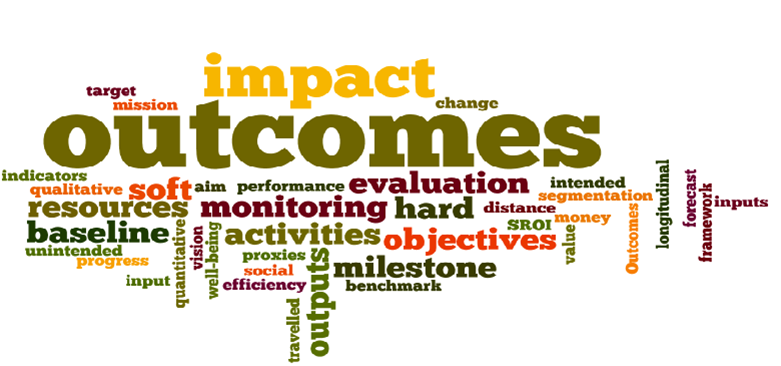 impact
target
mission
change
outcomes
indicators
qualitative
soft
aim
performance
evaluation
intended
segmentation
longitudinal
forecast
framework
inputs
resources
monitoring
hard
distance
money
SROI
value
Outcomes
baseline
quantitative
vision
well-being
activities
objectives
unintended
progress
proxies
social
outputs
milestone
input
efficiency
benchmark
travelled